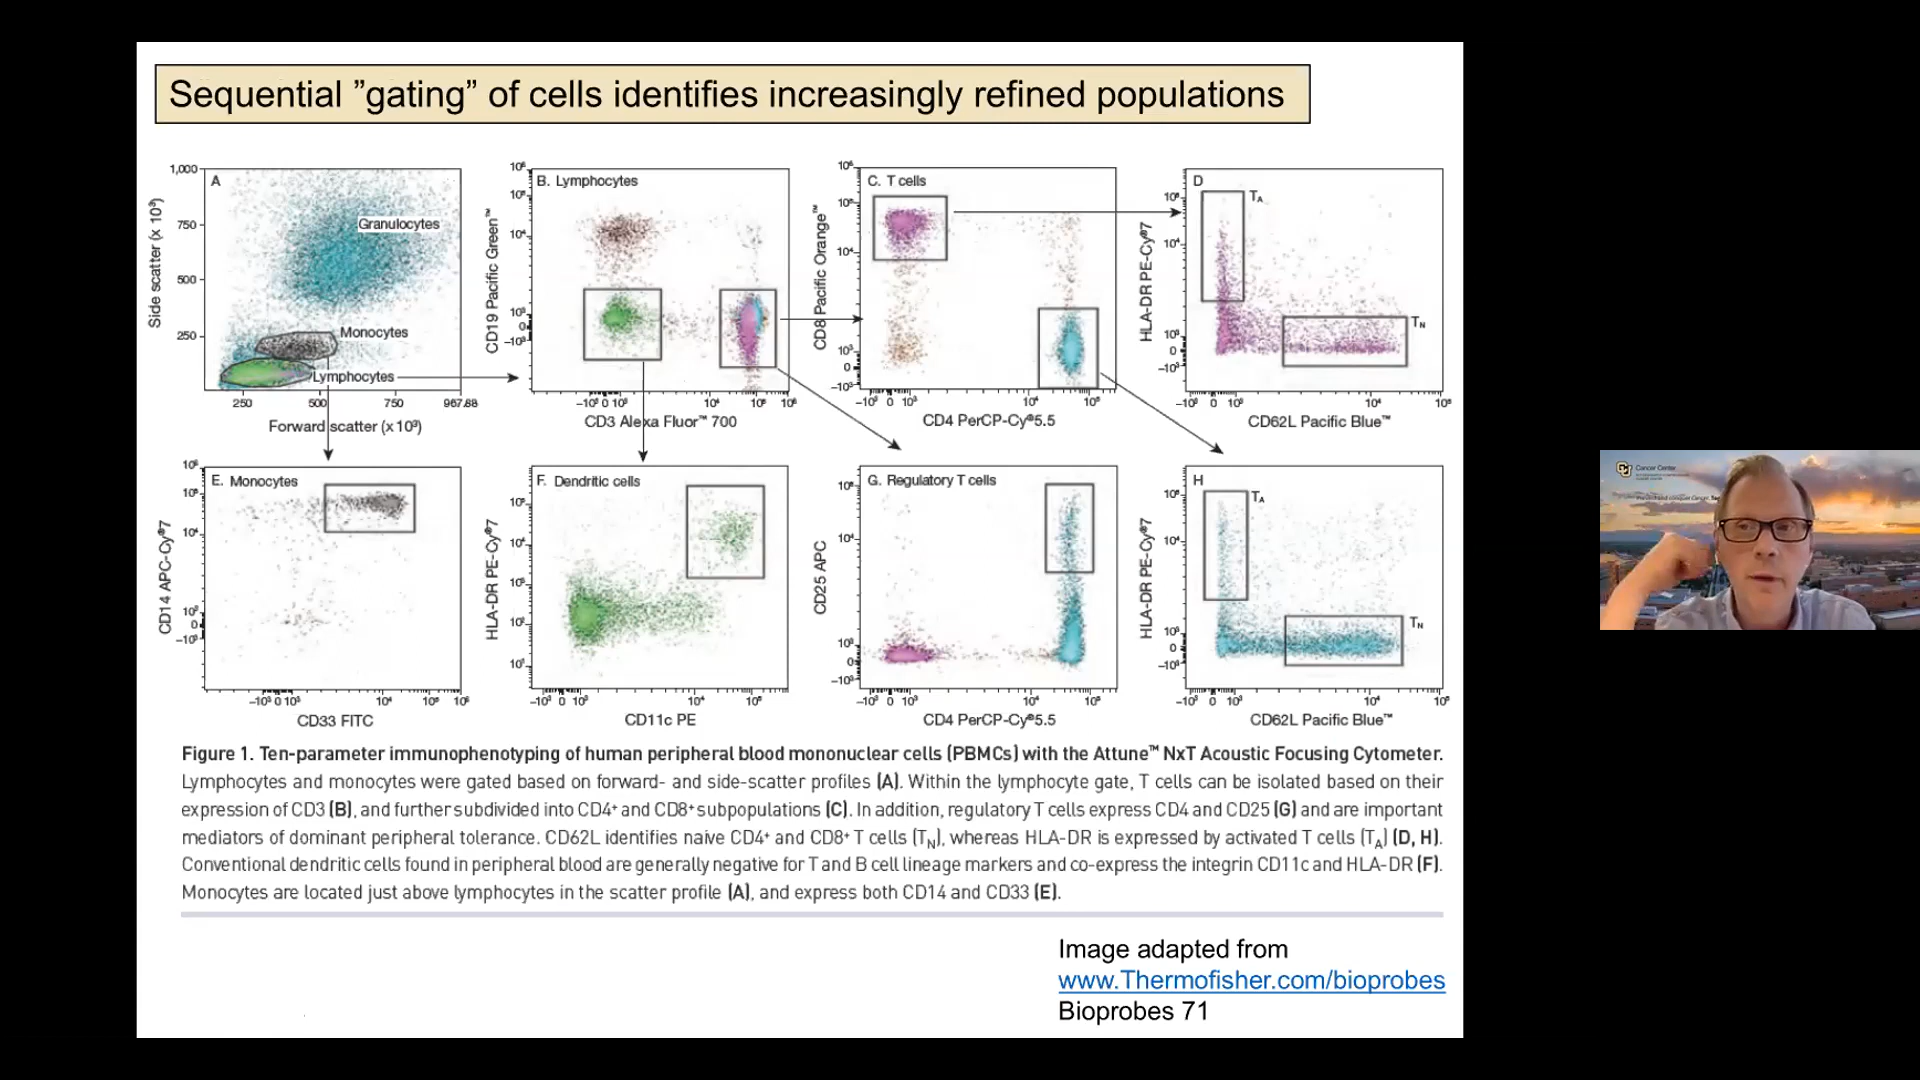 Sequential ”gating” of cells identifies increasingly refined populations
A
Granulocytes
Monocytes
Lymphocytes
1,000
750
500
250
Side scatter (x 10³)
250 500 750 967.88
Forward scatter (x 10³)
B. Lymphocytes
CD19 Pacific Green™
CD3 Alexa Fluor™ 700
C. T cells
CD8 Pacific Orange™
CD4 PerCP-Cy®5.5
D
TA
TN
HLA-DR PE-Cy®7
CD62L Pacific Blue™
E. Monocytes
CD14 APC-Cy®7
CD33 FITC
F. Dendritic cells
HLA-DR PE-Cy®7
CD11c PE
G. Regulatory T cells
CD25 APC
CD4 PerCP-Cy®5.5
H
TA
TN
HLA-DR PE-Cy®7
CD62L Pacific Blue™
Figure 1. Ten-parameter immunophenotyping of human peripheral blood mononuclear cells (PBMCs) with the Attune™ NxT Acoustic Focusing Cytometer.
Lymphocytes and monocytes were gated based on forward- and side-scatter profiles (A). Within the lymphocyte gate, T cells can be isolated based on their
expression of CD3 (B), and further subdivided into CD4⁺ and CD8⁺ subpopulations (C). In addition, regulatory T cells express CD4 and CD25 (G) and are important
mediators of dominant peripheral tolerance. CD62L identifies naive CD4⁺ and CD8⁺ T cells (TN), whereas HLA-DR is expressed by activated T cells (TA) (D, H).
Conventional dendritic cells found in peripheral blood are generally negative for T and B cell lineage markers and co-express the integrin CD11c and HLA-DR (F).
Monocytes are located just above lymphocytes in the scatter profile (A), and express both CD14 and CD33 (E).
Image adapted from
www.Thermofisher.com/bioprobes
Bioprobes 71
Cancer Center